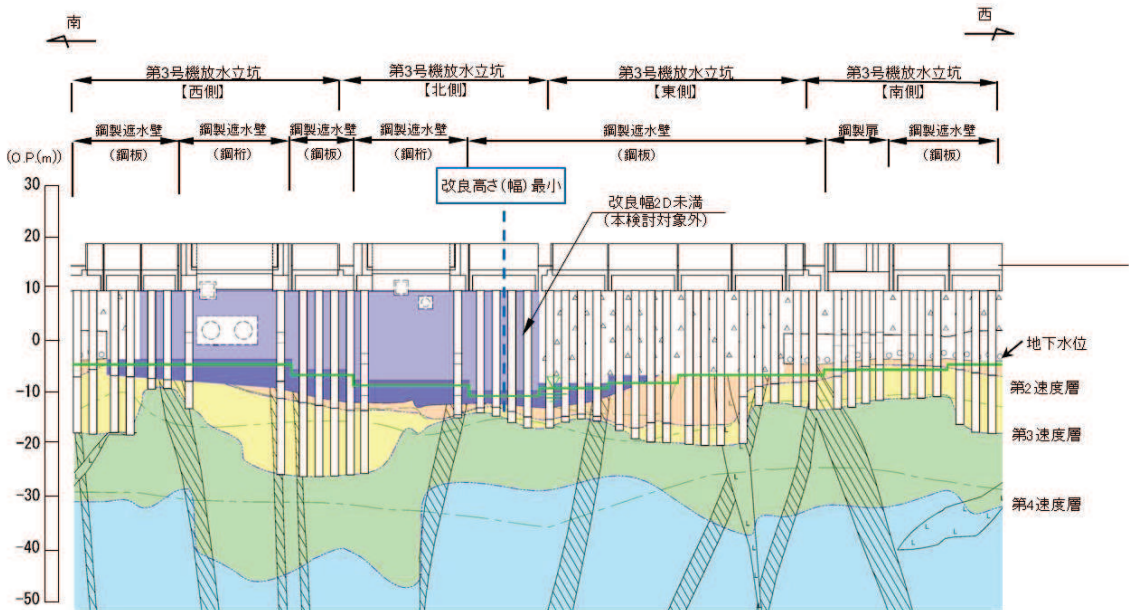 南
西
第3号機放水立坑
【西側】
第3号機放水立坑
【北側】
第3号機放水立坑
【東側】
第3号機放水立坑
【南側】
鋼製遮水壁
(鋼板)
鋼製遮水壁
(鋼桁)
鋼製遮水壁
(鋼板)
鋼製遮水壁
(鋼桁)
鋼製遮水壁
(鋼板)
鋼製扉
鋼製遮水壁
(鋼板)
(O.P.(m))
30
20
10
0
-10
-20
-30
-40
-50
改良高さ(幅)最小
改良幅2D未満
(本検討対象外)
地下水位
第2速度層
第3速度層
第4速度層
L
L
L
L
L
L
L
L
L